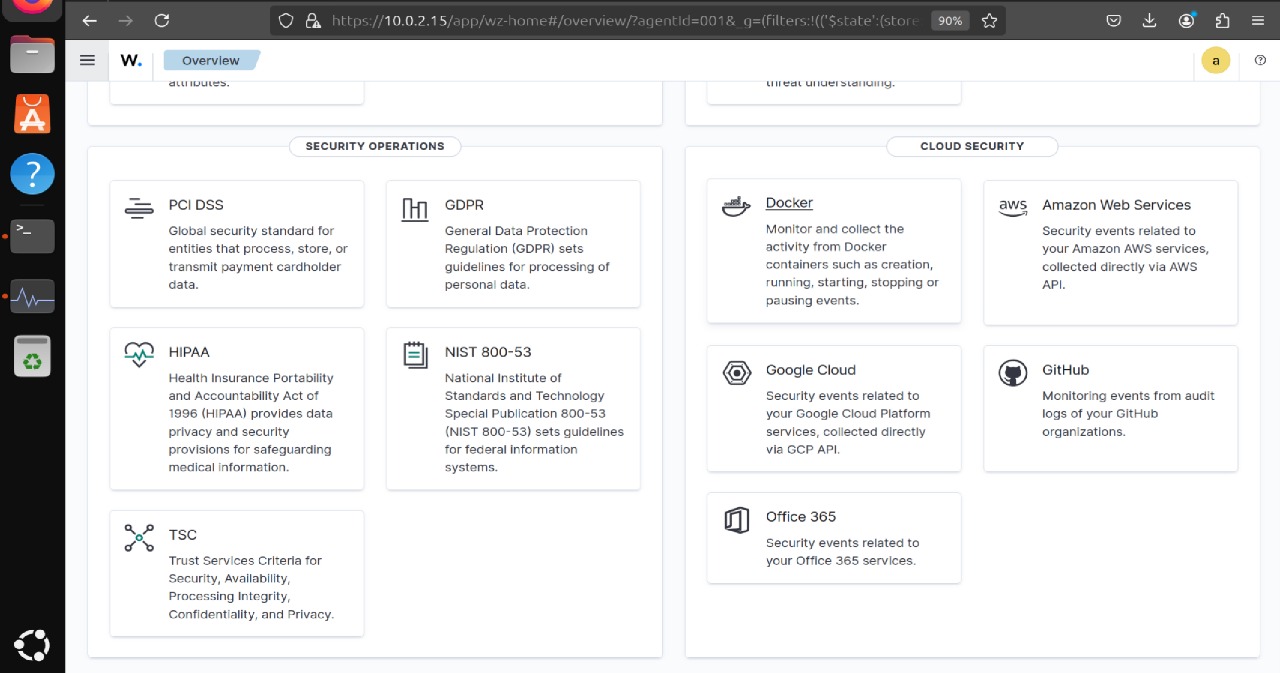 https://10.0.2.15/app/wz-home#/overview/?agentId=001&_g=(filters:!(('$state':(store
90%
W.
Overview
a
attributes.
threat understanding.
SECURITY OPERATIONS
PCI DSS
Global security standard for
entities that process, store, or
transmit payment cardholder
data.
GDPR
General Data Protection
Regulation (GDPR) sets
guidelines for processing of
personal data.
HIPAA
Health Insurance Portability
and Accountability Act of
1996 (HIPAA) provides data
privacy and security
provisions for safeguarding
medical information.
NIST 800-53
National Institute of
Standards and Technology
Special Publication 800-53
(NIST 800-53) sets guidelines
for federal information
systems.
TSC
Trust Services Criteria for
Security, Availability,
Processing Integrity,
Confidentiality, and Privacy.
CLOUD SECURITY
Docker
Monitor and collect the
activity from Docker
containers such as creation,
running, starting, stopping or
pausing events.
aws
Amazon Web Services
Security events related to
your Amazon AWS services,
collected directly via AWS
API.
Google Cloud
Security events related to
your Google Cloud Platform
services, collected directly
via GCP API.
GitHub
Monitoring events from audit
logs of your GitHub
organizations.
Office 365
Security events related to
your Office 365 services.